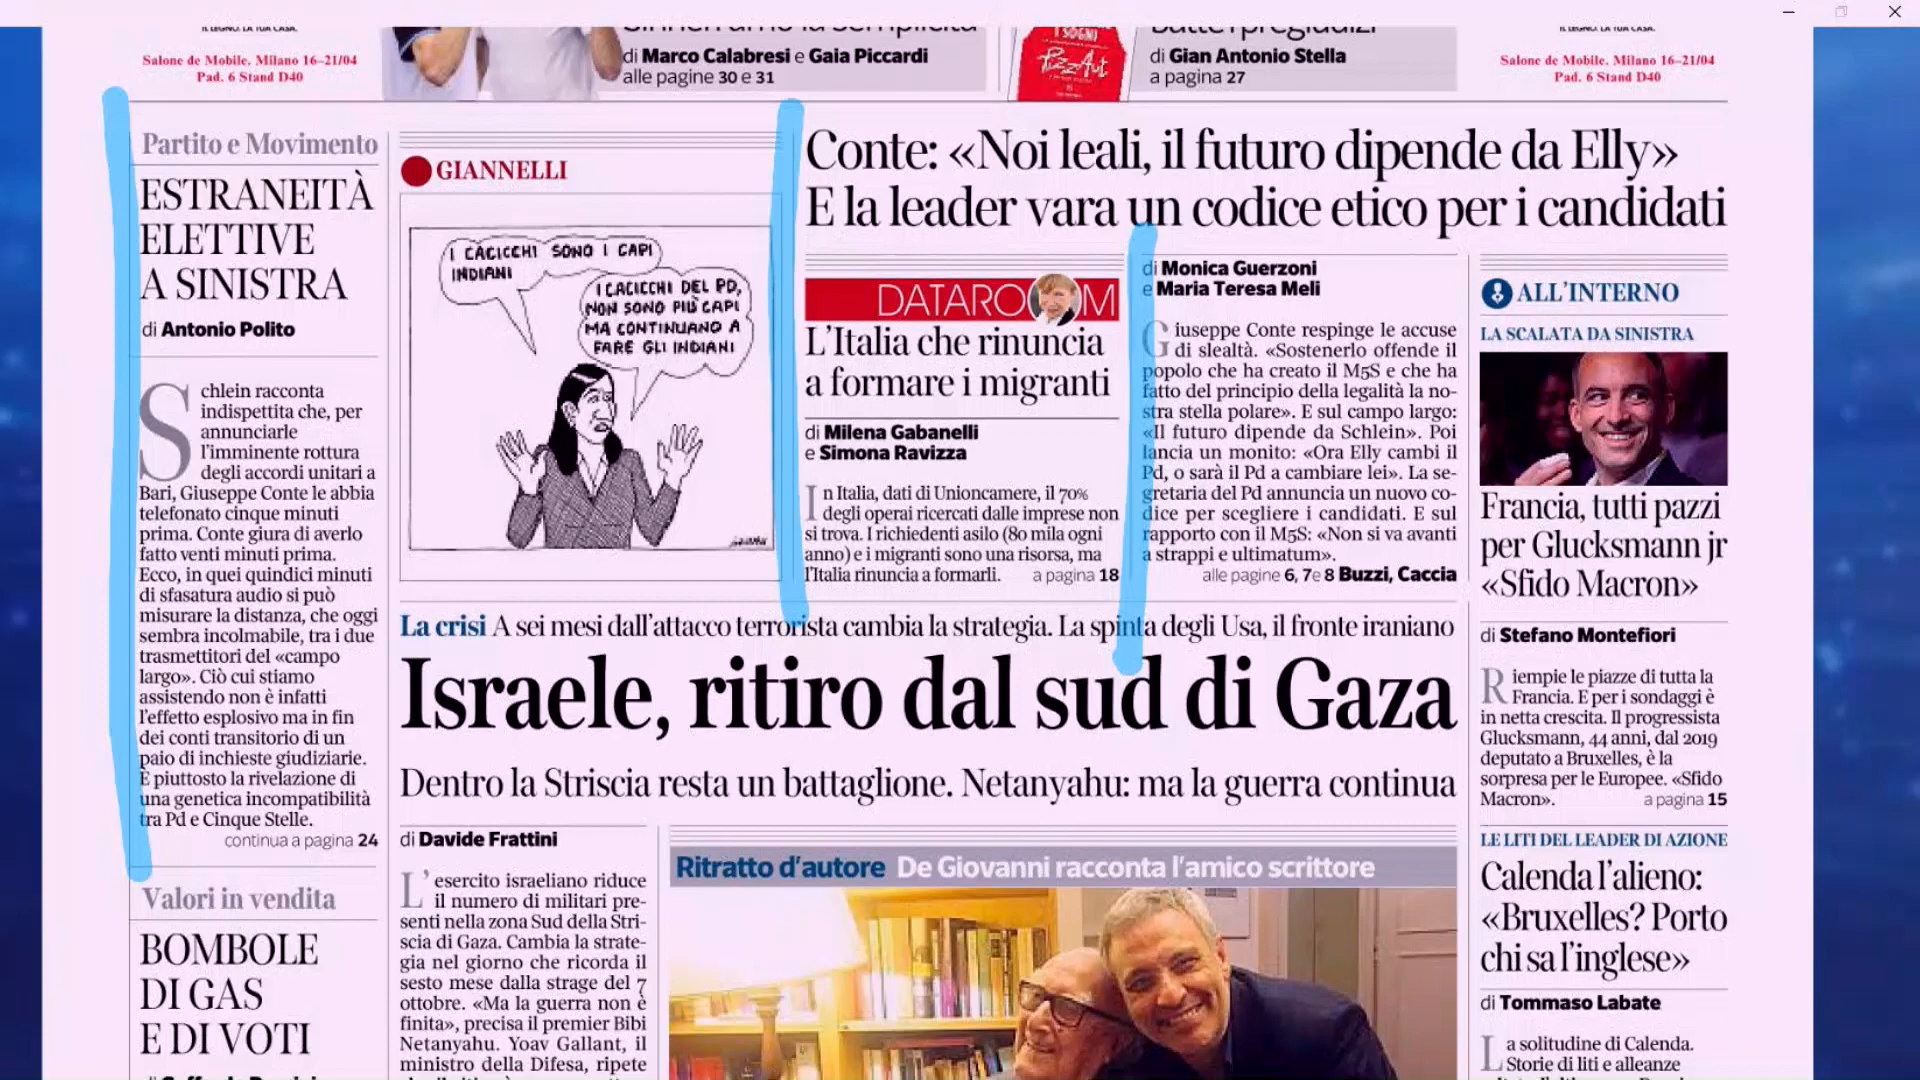 IL LEGNO. LA TUA CASA.
Salone de Mobile. Milano 16–21/04
Pad. 6 Stand D40
di Marco Calabresi e Gaia Piccardi
alle pagine 30 e 31
I SOGNI
PizzAut
di Gian Antonio Stella
a pagina 27
IL LEGNO. LA TUA CASA.
Salone de Mobile. Milano 16–21/04
Pad. 6 Stand D40
Partito e Movimento
ESTRANEITÀ
ELETTIVE
A SINISTRA
di Antonio Polito
Schlein racconta
indispettita che, per
annunciarle
l'imminente rottura
degli accordi unitari a
Bari, Giuseppe Conte le abbia
telefonato cinque minuti
prima. Conte giura di averlo
fatto venti minuti prima.
Ecco, in quei quindici minuti
di sfasatura audio si può
misurare la distanza, che oggi
sembra incolmabile, tra i due
trasmettitori del «campo
largo». Ciò cui stiamo
assistendo non è infatti
l'effetto esplosivo ma in fin
dei conti transitorio di un
paio di inchieste giudiziarie.
È piuttosto la rivelazione di
una genetica incompatibilità
tra Pd e Cinque Stelle.
continua a pagina 24
Valori in vendita
BOMBOLE
DI GAS
E DI VOTI
GIANNELLI
I CACICCHI SONO I CAPI
INDIANI
I CACICCHI DEL PD,
NON SONO PIÙ CAPI
MA CONTINUANO A
FARE GLI INDIANI
Conte: «Noi leali, il futuro dipende da Elly»
E la leader vara un codice etico per i candidati
DATAROOM
L'Italia che rinuncia
a formare i migranti
di Milena Gabanelli
e Simona Ravizza
In Italia, dati di Unioncamere, il 70%
degli operai ricercati dalle imprese non
si trova. I richiedenti asilo (80 mila ogni
anno) e i migranti sono una risorsa, ma
l'Italia rinuncia a formarli. a pagina 18
di Monica Guerzoni
e Maria Teresa Meli
Giuseppe Conte respinge le accuse
di slealtà. «Sostenerlo offende il
popolo che ha creato il M5S e che ha
fatto del principio della legalità la no-
stra stella polare». E sul campo largo:
«Il futuro dipende da Schlein». Poi
lancia un monito: «Ora Elly cambi il
Pd, o sarà il Pd a cambiare lei». La se-
gretaria del Pd annuncia un nuovo co-
dice per scegliere i candidati. E sul
rapporto con il M5S: «Non si va avanti
a strappi e ultimatum».
alle pagine 6, 7 e 8 Buzzi, Caccia
La crisi A sei mesi dall'attacco terrorista cambia la strategia. La spinta degli Usa, il fronte iraniano
Israele, ritiro dal sud di Gaza
Dentro la Striscia resta un battaglione. Netanyahu: ma la guerra continua
di Davide Frattini
L'esercito israeliano riduce
il numero di militari pre-
senti nella zona Sud della Stri-
scia di Gaza. Cambia la strate-
gia nel giorno che ricorda il
sesto mese dalla strage del 7
ottobre. «Ma la guerra non è
finita», precisa il premier Bibi
Netanyahu. Yoav Gallant, il
ministro della Difesa, ripete
Ritratto d'autore De Giovanni racconta l'amico scrittore
ALL'INTERNO
LA SCALATA DA SINISTRA
Francia, tutti pazzi
per Glucksmann jr
«Sfido Macron»
di Stefano Montefiori
Riempie le piazze di tutta la
Francia. E per i sondaggi è
in netta crescita. Il progressista
Glucksmann, 44 anni, dal 2019
deputato a Bruxelles, è la
sorpresa per le Europee. «Sfido
Macron». a pagina 15
LE LITI DEL LEADER DI AZIONE
Calenda l'alieno:
«Bruxelles? Porto
chi sa l'inglese»
di Tommaso Labate
La solitudine di Calenda.
Storie di liti e alleanze